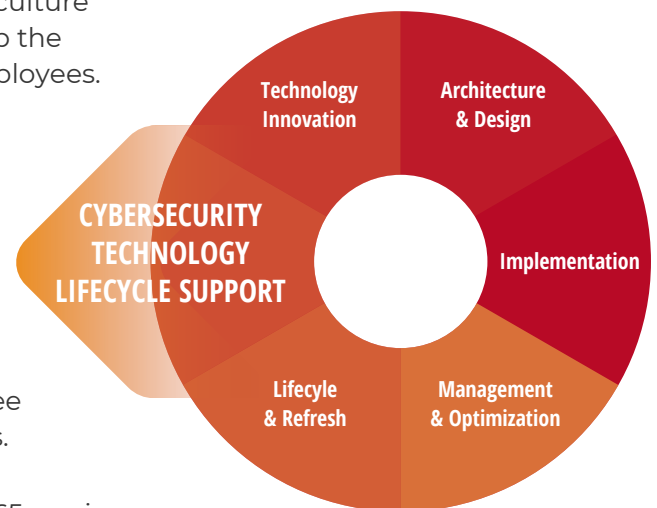 culture
o the
ployees.
Technology
Innovation
Architecture
& Design
CYBERSECURITY
TECHNOLOGY
LIFECYCLE SUPPORT
Implementation
Lifecyle
& Refresh
Management
& Optimization
ee
s.